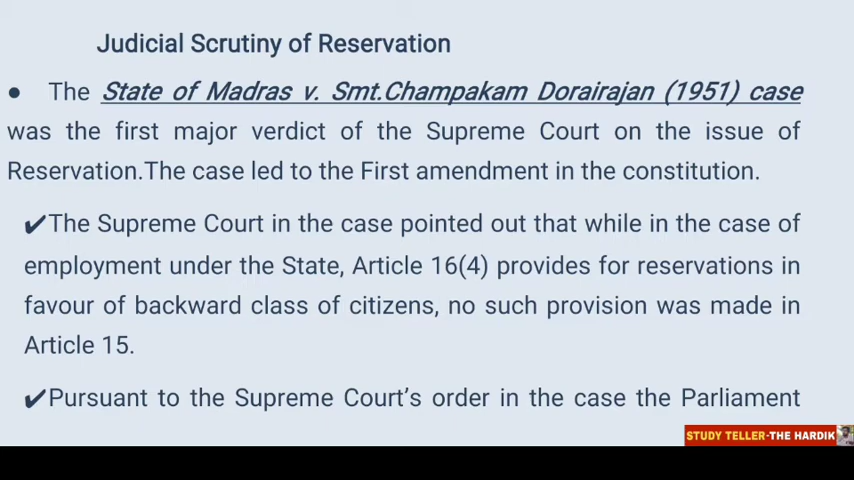 Judicial Scrutiny of Reservation
● The State of Madras v. Smt.Champakam Dorairajan (1951) case
was the first major verdict of the Supreme Court on the issue of
Reservation.The case led to the First amendment in the constitution.
✔The Supreme Court in the case pointed out that while in the case of
employment under the State, Article 16(4) provides for reservations in
favour of backward class of citizens, no such provision was made in
Article 15.
✔Pursuant to the Supreme Court’s order in the case the Parliament
STUDY TELLER-THE HARDIK